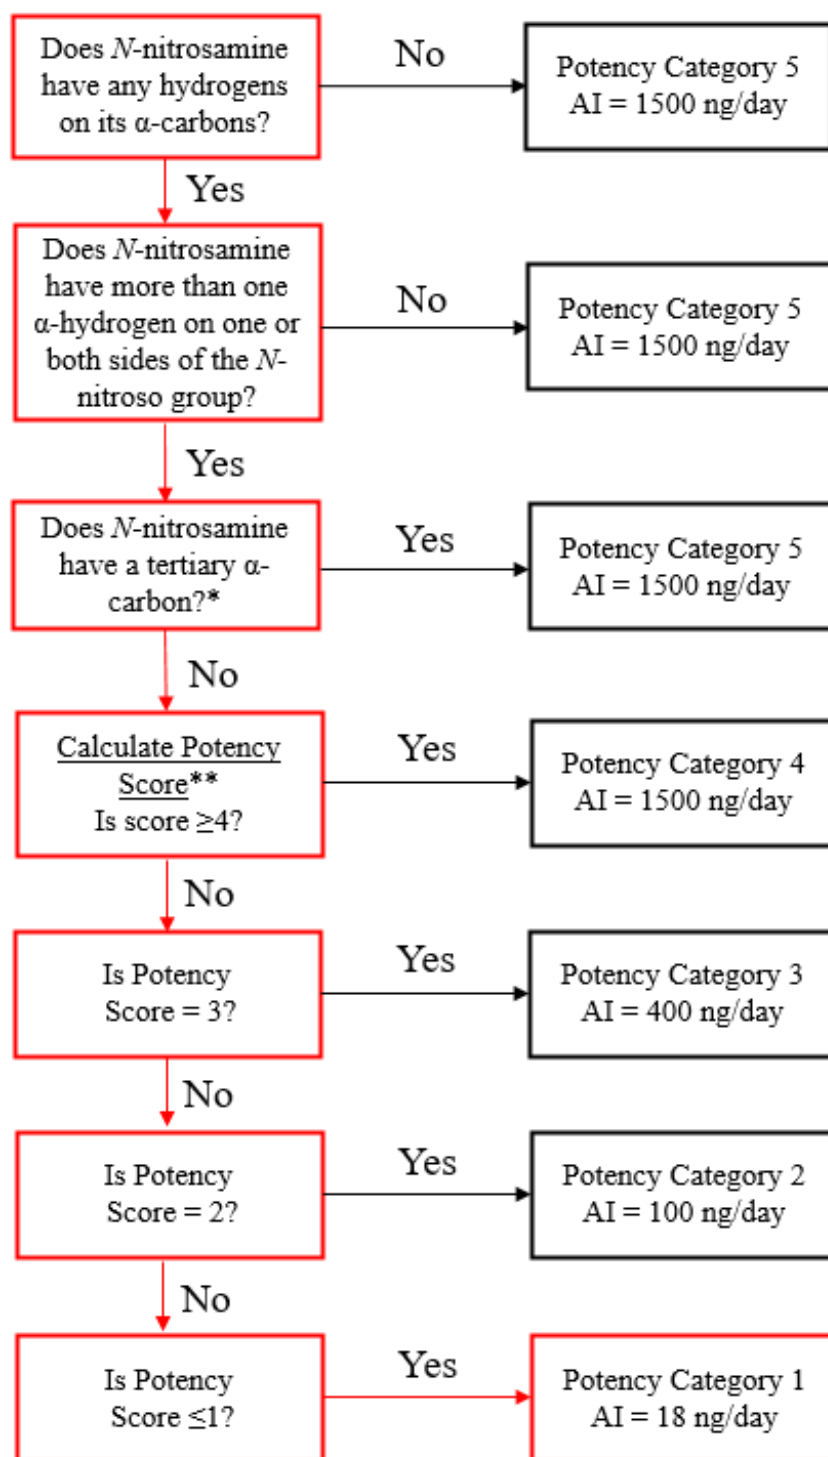 Does N-nitrosamine
have any hydrogens
on its α-carbons?
No
Potency Category 5
AI = 1500 ng/day
Yes
Does N-nitrosamine
have more than one
α-hydrogen on one or
both sides of the N-
nitroso group?
No
Potency Category 5
AI = 1500 ng/day
Yes
Does N-nitrosamine
have a tertiary α-
carbon?*
Yes
Potency Category 5
AI = 1500 ng/day
No
Calculate Potency
Score**
Is score ≥4?
Yes
Potency Category 4
AI = 1500 ng/day
No
Is Potency
Score = 3?
Yes
Potency Category 3
AI = 400 ng/day
No
Is Potency
Score = 2?
Yes
Potency Category 2
AI = 100 ng/day
No
Is Potency
Score ≤1?
Yes
Potency Category 1
AI = 18 ng/day